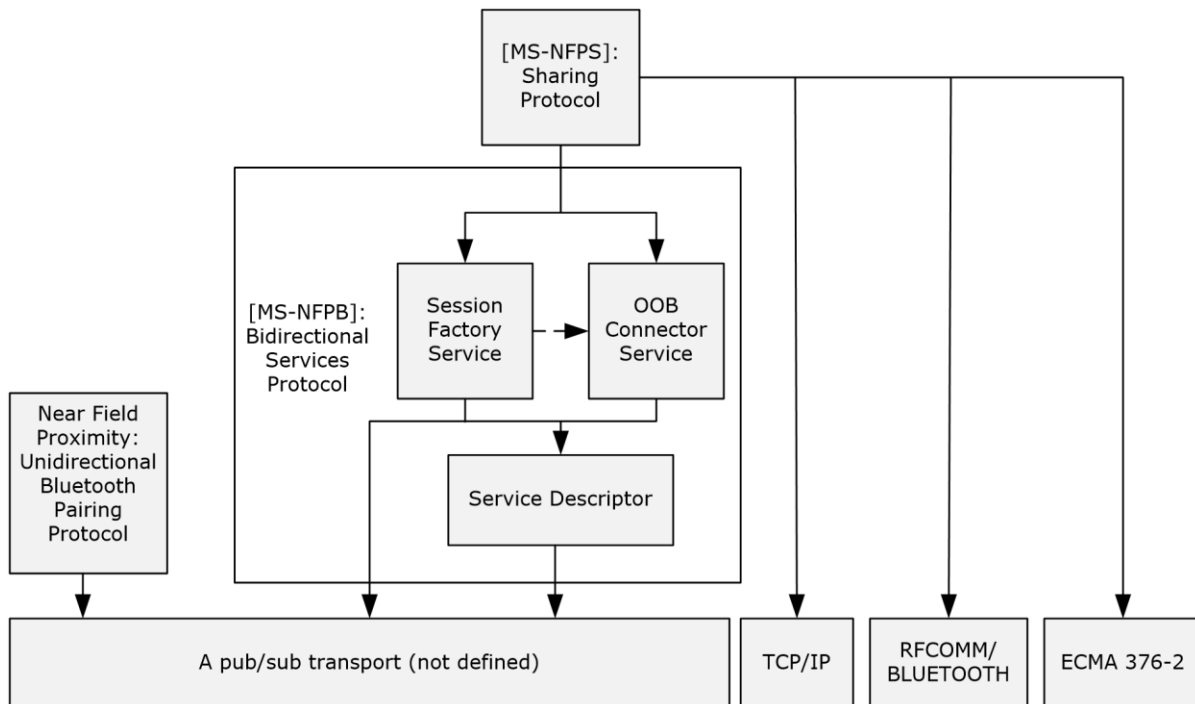 [MS-NFPS]:
Sharing
Protocol
Session
Factory
Service
OOB
Connector
Service
[MS-NFPB]:
Bidirectional
Services
Protocol
Near Field
Proximity:
Unidirectional
Bluetooth
Pairing
Protocol
Service Descriptor
A pub/sub transport (not defined)
TCP/IP
RFCOMM/
BLUETOOTH
ECMA 376-2